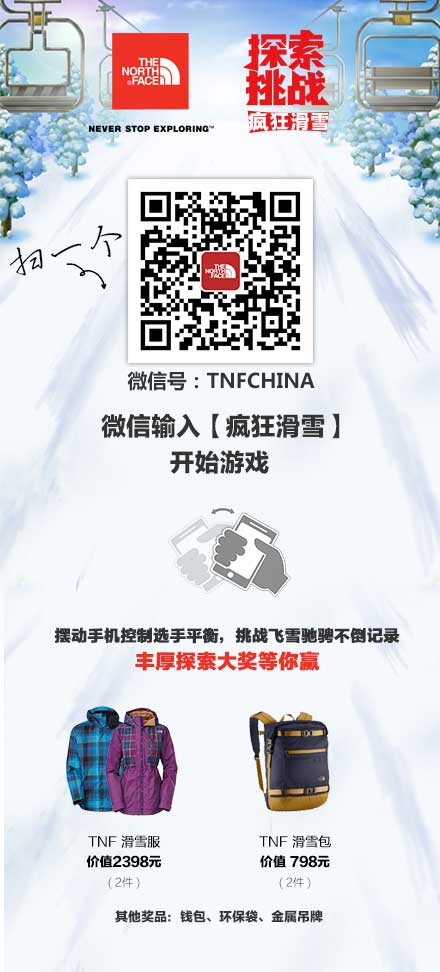 THE
NORTH
FACE
NEVER STOP EXPLORING™
探索
挑战
疯狂滑雪
扫一个
THE
NORTH
FACE
微信号：TNFCHINA
微信输入【疯狂滑雪】
开始游戏
摆动手机控制选手平衡，挑战飞雪驰骋不倒记录
丰厚探索大奖等你赢
TNF 滑雪服
价值2398元
（2件）
TNF 滑雪包
价值 798元
（2件）
其他奖品：钱包、环保袋、金属吊牌